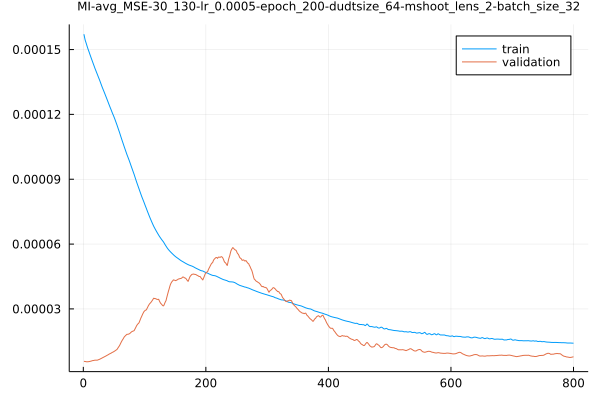 MI-avg_MSE-30_130-lr_0.0005-epoch_200-dudtsize_64-mshoot_lens_2-batch_size_32
0.00015
train
validation
0.00012
0.00009
0.00006
0.00003
0 200 400 600 800